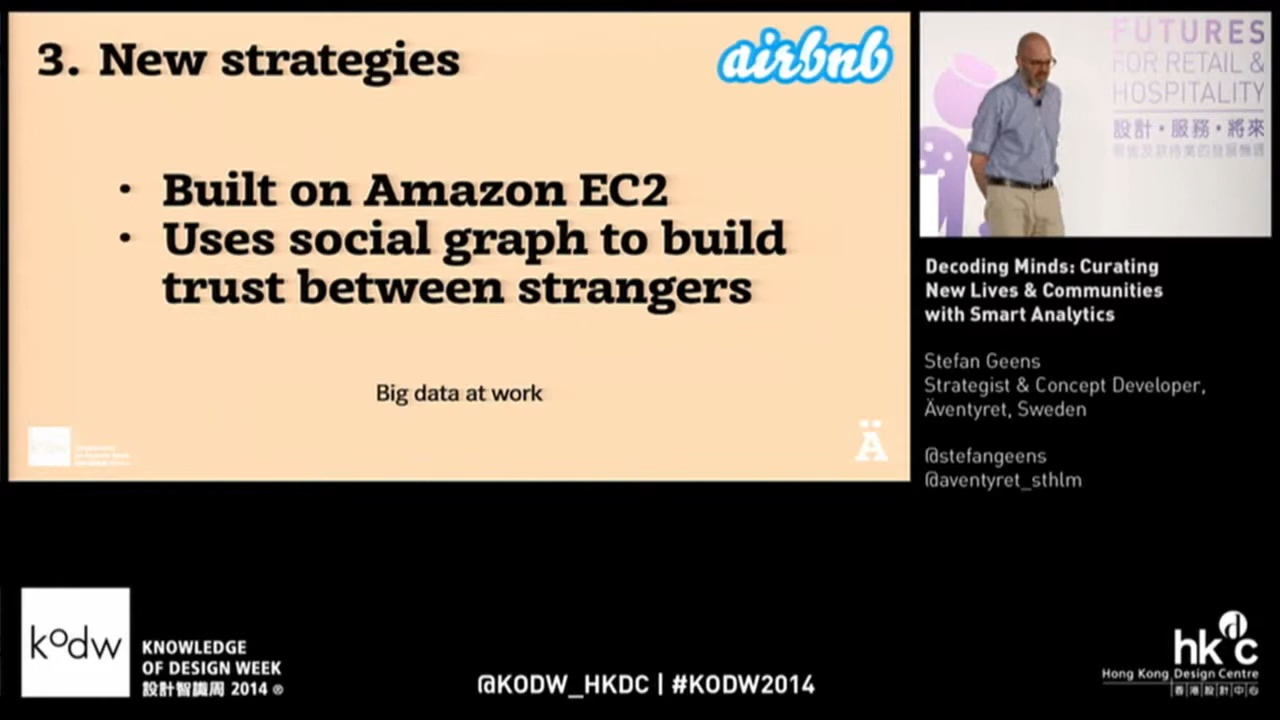 3. New strategies
airbnb
• Built on Amazon EC2
• Uses social graph to build
trust between strangers
Big data at work
kodw
Ä
FUTURES
FOR RETAIL &
HOSPITALITY
設計・服務・將來
Decoding Minds: Curating
New Lives & Communities
with Smart Analytics
Stefan Geens
Strategist & Concept Developer,
Äventyret, Sweden
@stefangeens
@aventyret_sthlm
kodw
KNOWLEDGE
OF DESIGN WEEK
設計智識周 2014 ®
@KODW_HKDC | #KODW2014
hkdc
Hong Kong Design Centre
香港設計中心